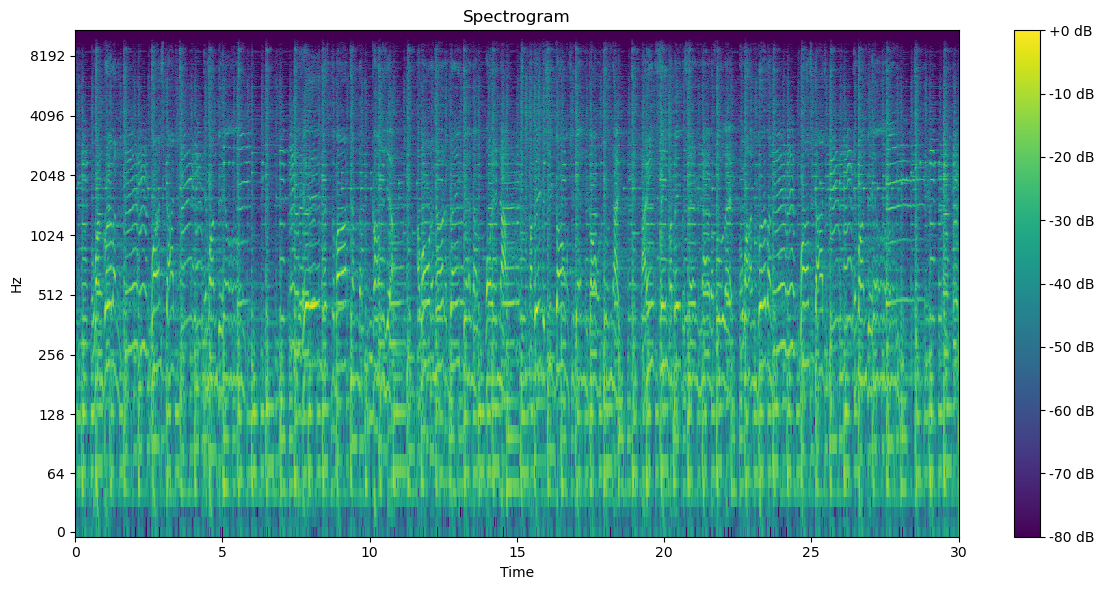 Spectrogram
Hz
8192
4096
2048
1024
512
256
128
64
0
0 5 10 15 20 25 30
Time
+0 dB
-10 dB
-20 dB
-30 dB
-40 dB
-50 dB
-60 dB
-70 dB
-80 dB